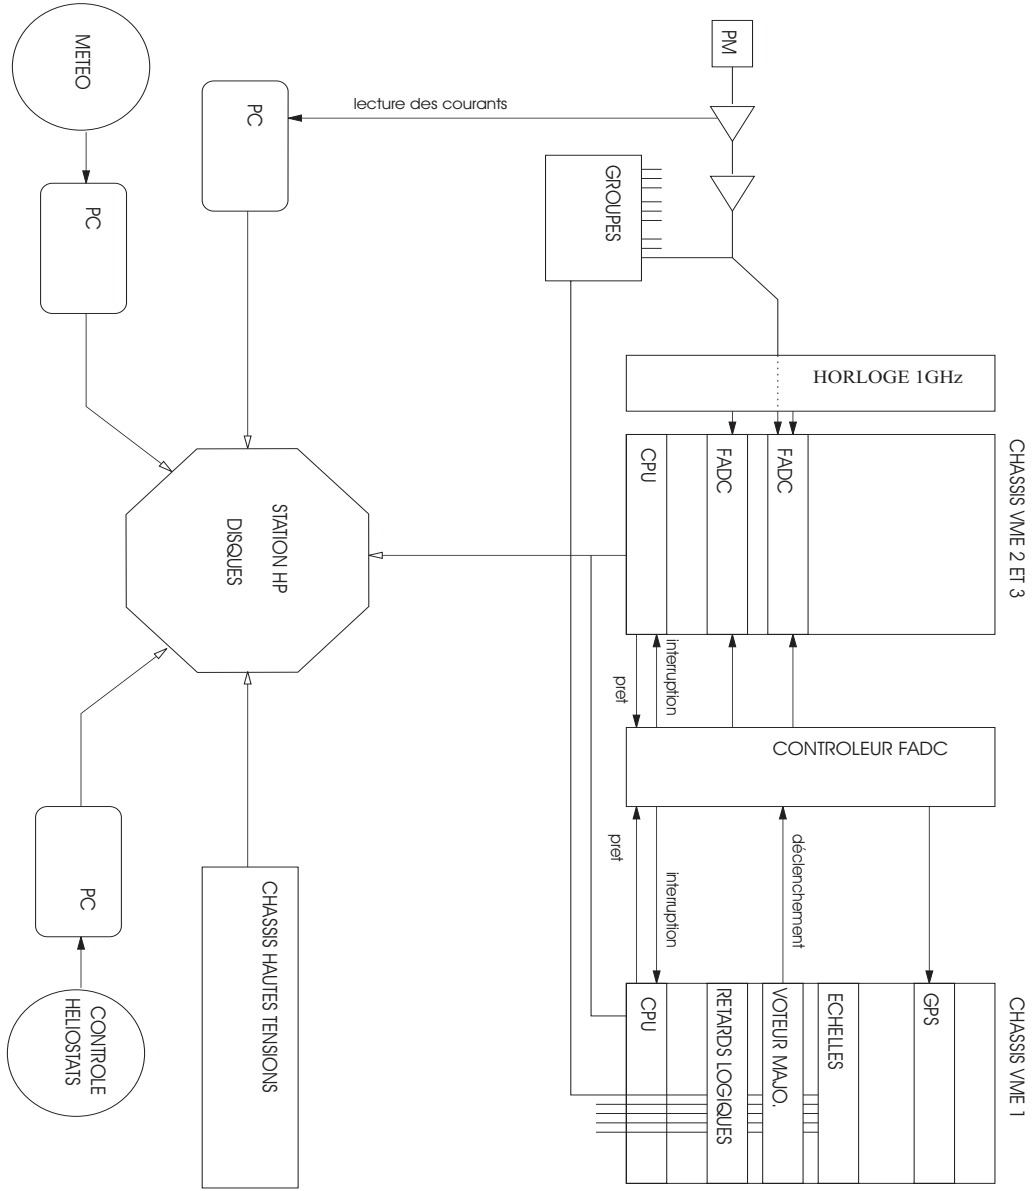 METEO
PC
PC
lecture des courants
PM
GROUPES
HORLOGE 1GHz
CHASSIS VME 2 ET 3
CPU
FADC
FADC
STATION HP
DISQUES
interruption
pret
CONTROLEUR FADC
pret
interruption
déclenchement
PC
CONTROLE
HELIOSTATS
CHASSIS HAUTES TENSIONS
CPU
RETARDS LOGIQUES
VOTEUR MAJO.
ECHELLES
GPS
CHASSIS VME 1